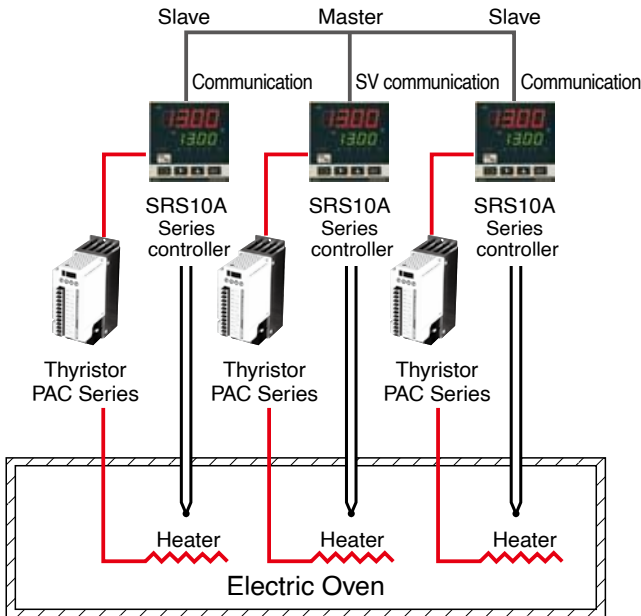 Slave Master Slave
Communication SV communication Communication
1300 1300 1300
1300 1300 1300
SRS10A SRS10A SRS10A
Series Series Series
controller controller controller
Thyristor Thyristor Thyristor
PAC Series PAC Series PAC Series
Heater Heater Heater
Electric Oven